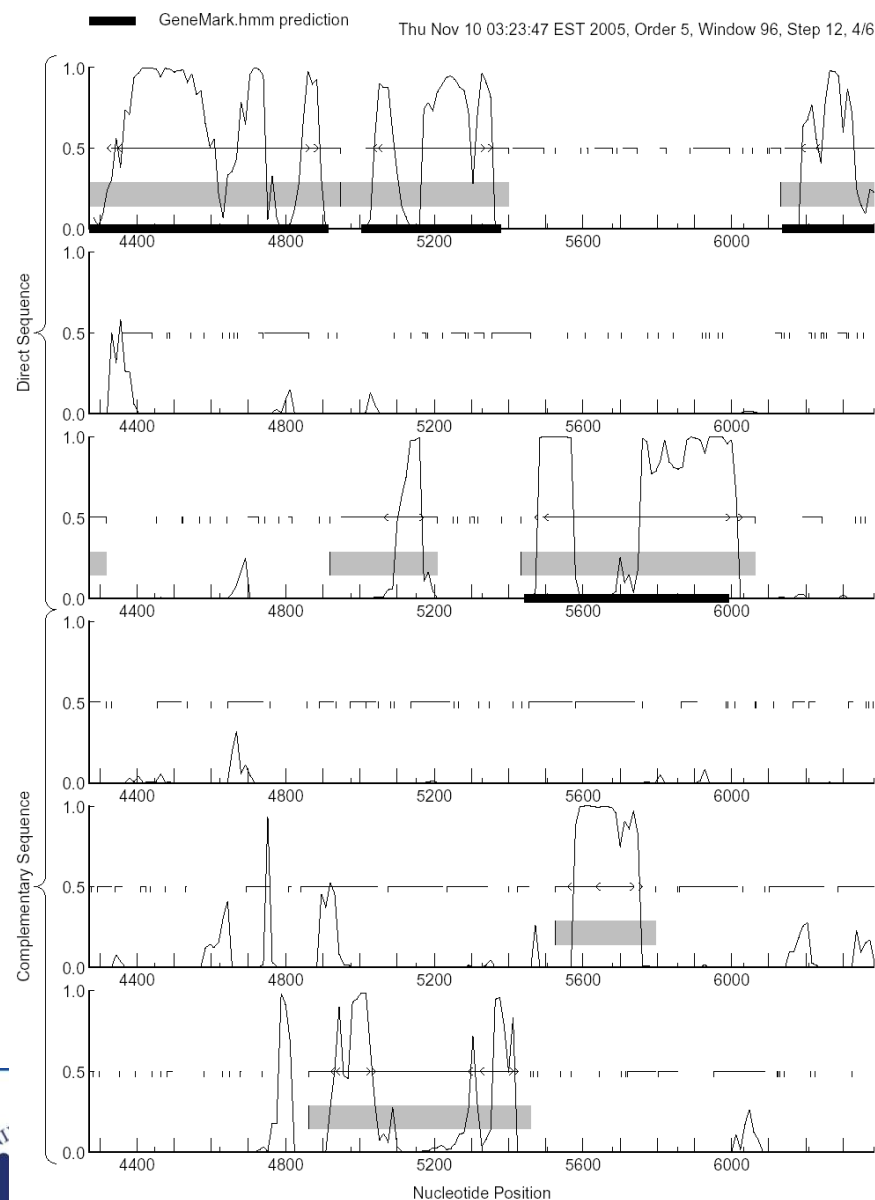 GeneMark.hmm prediction
Thu Nov 10 03:23:47 EST 2005, Order 5, Window 96, Step 12, 4/6
Direct Sequence
1.0
0.5
0.0
4400 4800 5200 5600 6000
1.0
0.5
0.0
4400 4800 5200 5600 6000
1.0
0.5
0.0
4400 4800 5200 5600 6000
Complementary Sequence
1.0
0.5
0.0
4400 4800 5200 5600 6000
1.0
0.5
0.0
4400 4800 5200 5600 6000
1.0
0.5
0.0
4400 4800 5200 5600 6000
Nucleotide Position